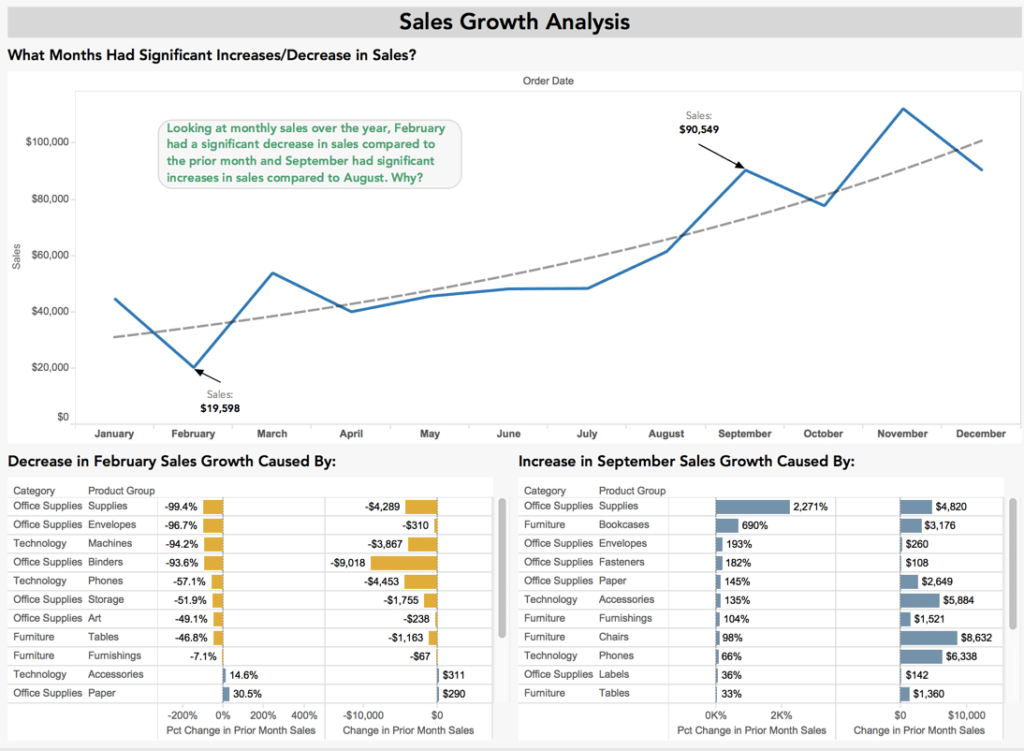 Sales Growth Analysis
What Months Had Significant Increases/Decrease in Sales?
Order Date
Looking at monthly sales over the year, February
had a significant decrease in sales compared to
the prior month and September had significant
increases in sales compared to August. Why?
Sales:
$90,549
$100,000
$80,000
$60,000
$40,000
$20,000
$0
Sales
Sales:
$19,598
January February March April May June July August September October November December
Decrease in February Sales Growth Caused By:
Category Product Group
Office Supplies Supplies -99.4% -$4,289
Office Supplies Envelopes -96.7% -$310
Technology Machines -94.2% -$3,867
Office Supplies Binders -93.6% -$9,018
Technology Phones -57.1% -$4,453
Office Supplies Storage -51.9% -$1,755
Office Supplies Art -49.1% -$238
Furniture Tables -46.8% -$1,163
Furniture Furnishings -7.1% -$67
Technology Accessories 14.6% $311
Office Supplies Paper 30.5% $290
-200% 0% 200% 400% -$10,000 $0
Pct Change in Prior Month Sales Change in Prior Month Sales
Increase in September Sales Growth Caused By:
Category Product Group
Office Supplies Supplies 2,271% $4,820
Furniture Bookcases 690% $3,176
Office Supplies Envelopes 193% $260
Office Supplies Fasteners 182% $108
Office Supplies Paper 145% $2,649
Technology Accessories 135% $5,884
Furniture Furnishings 104% $1,521
Furniture Chairs 98% $8,632
Technology Phones 66% $6,338
Office Supplies Labels 36% $142
Furniture Tables 33% $1,360
0K% 2K% $0 $10,000
Pct Change in Prior Month Sales Change in Prior Month Sales